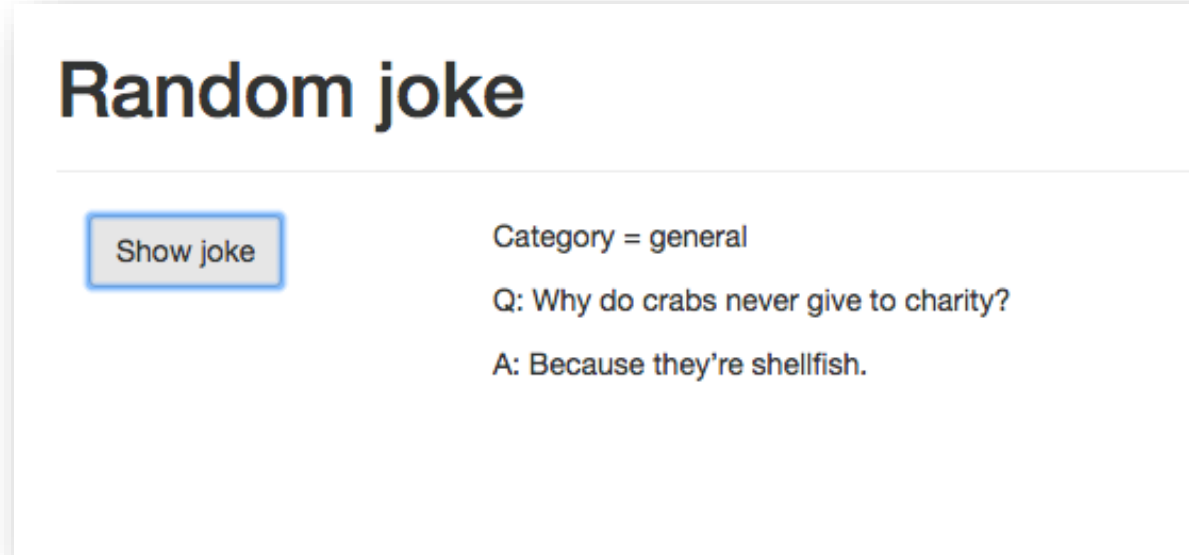 Random joke
Show joke
Category = general
Q: Why do crabs never give to charity?
A: Because they’re shellfish.